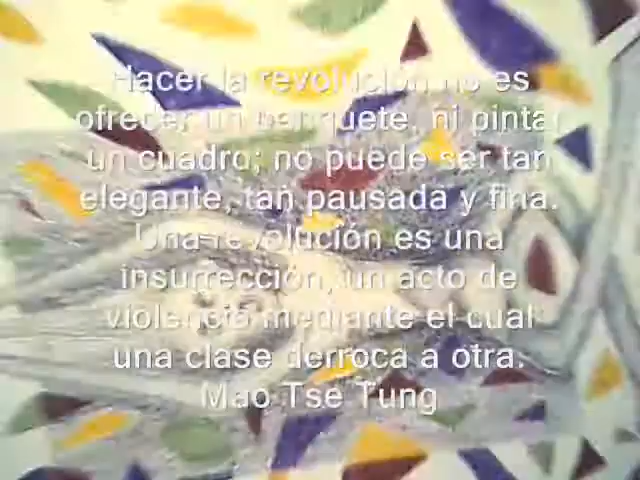 Hacer la revolución no es
ofrecer un banquete, ni pintar
un cuadro; no puede ser tan
elegante, tan pausada y fina.
Una revolución es una
insurrección, un acto de
violencia mediante el cual
una clase derroca a otra.
Mao Tse Tung